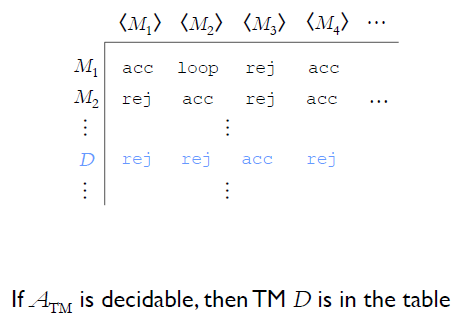 ⟨M₁⟩ ⟨M₂⟩ ⟨M₃⟩ ⟨M₄⟩ ⋯
M₁ acc loop rej acc
M₂ rej acc rej acc ⋯
⋮ ⋮
D rej rej acc rej
⋮ ⋮
If A_TM is decidable, then TM D is in the table